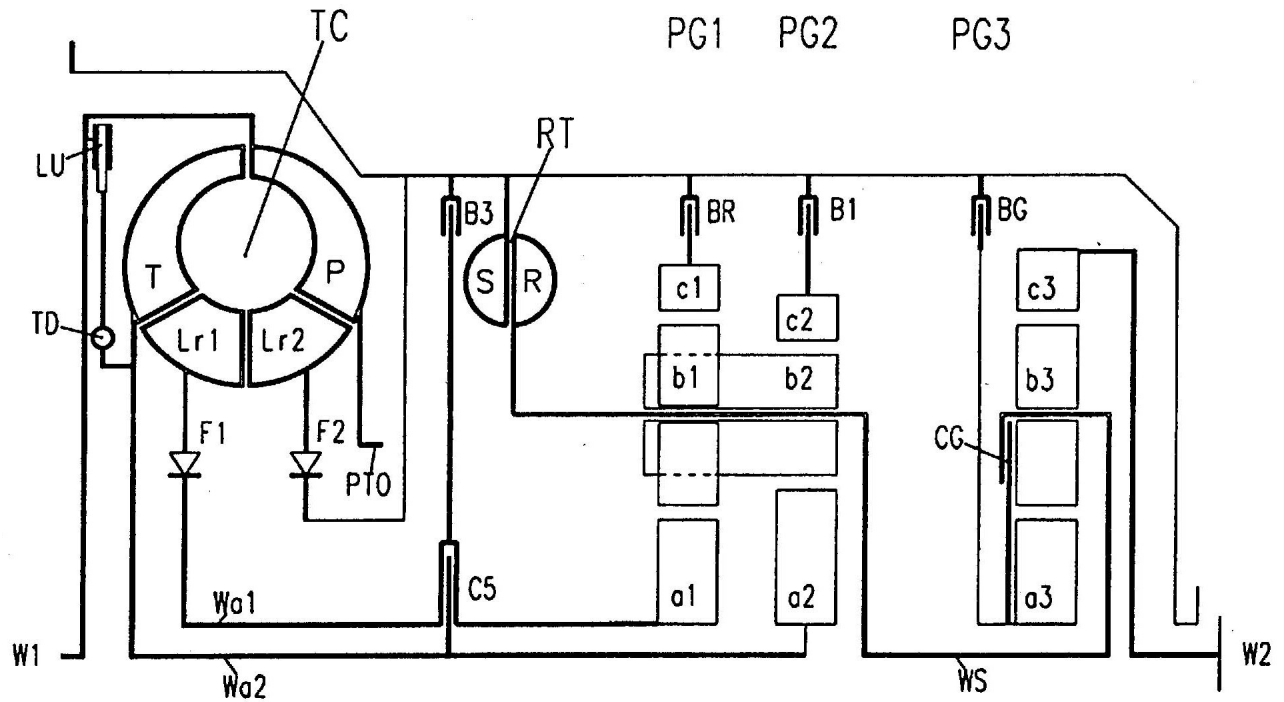 TC
PG1 PG2 PG3
RT
LU
B3
BR
B1
BG
T
P
S
R
c1
c2
c3
TD
Lr1
Lr2
b1
b2
b3
F1
F2
PTO
CG
C5
a1
a2
a3
Wa1
W1
Wa2
WS
W2